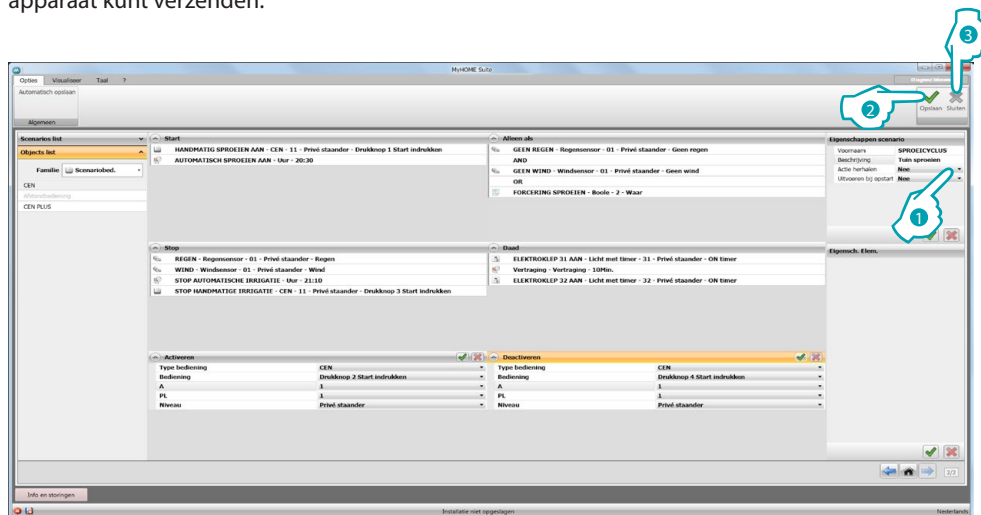 apparaat kunt verzenden.
3
MyHOME Suite
Opties Visualiseer Taal ?
Automatisch opslaan
2
Opslaan Sluiten
Algemeen
Scenarios list
Objects list
Familie Scenariobed.
CEN
Afstandbediening
CEN PLUS
Start
HANDMATIG SPROEIEN AAN - CEN - 11 - Privé staander - Drukknop 1 Start indrukken
AUTOMATISCH SPROEIEN AAN - Uur - 20:30
Alleen als
GEEN REGEN - Regensensor - 01 - Privé staander - Geen regen
AND
GEEN WIND - Windsensor - 01 - Privé staander - Geen wind
OR
FORCERING SPROEIEN - Boole - 2 - Waar
Eigenschappen scenario
Voornaam SPROEICYCLUS
Beschrijving Tuin sproeien
Actie herhalen Nee
Uitvoeren bij opstart Nee
1
Stop
REGEN - Regensensor - 01 - Privé staander - Regen
WIND - Windsensor - 01 - Privé staander - Wind
STOP AUTOMATISCHE IRRIGATIE - Uur - 21:10
STOP HANDMATIGE IRRIGATIE - CEN - 11 - Privé staander - Drukknop 3 Start indrukken
Daad
ELEKTROKLEP 31 AAN - Licht met timer - 31 - Privé staander - ON timer
Vertraging - Vertraging - 10Min.
ELEKTROKLEP 32 AAN - Licht met timer - 32 - Privé staander - ON timer
Eigensch. Elem.
Activeren
Type bediening CEN
Bediening Drukknop 2 Start indrukken
A 1
PL 1
Niveau Privé staander
Deactiveren
Type bediening CEN
Bediening Drukknop 4 Start indrukken
A 1
PL 1
Niveau Privé staander
2/2
Info en storingen
Installatie niet opgeslagen
Nederlands